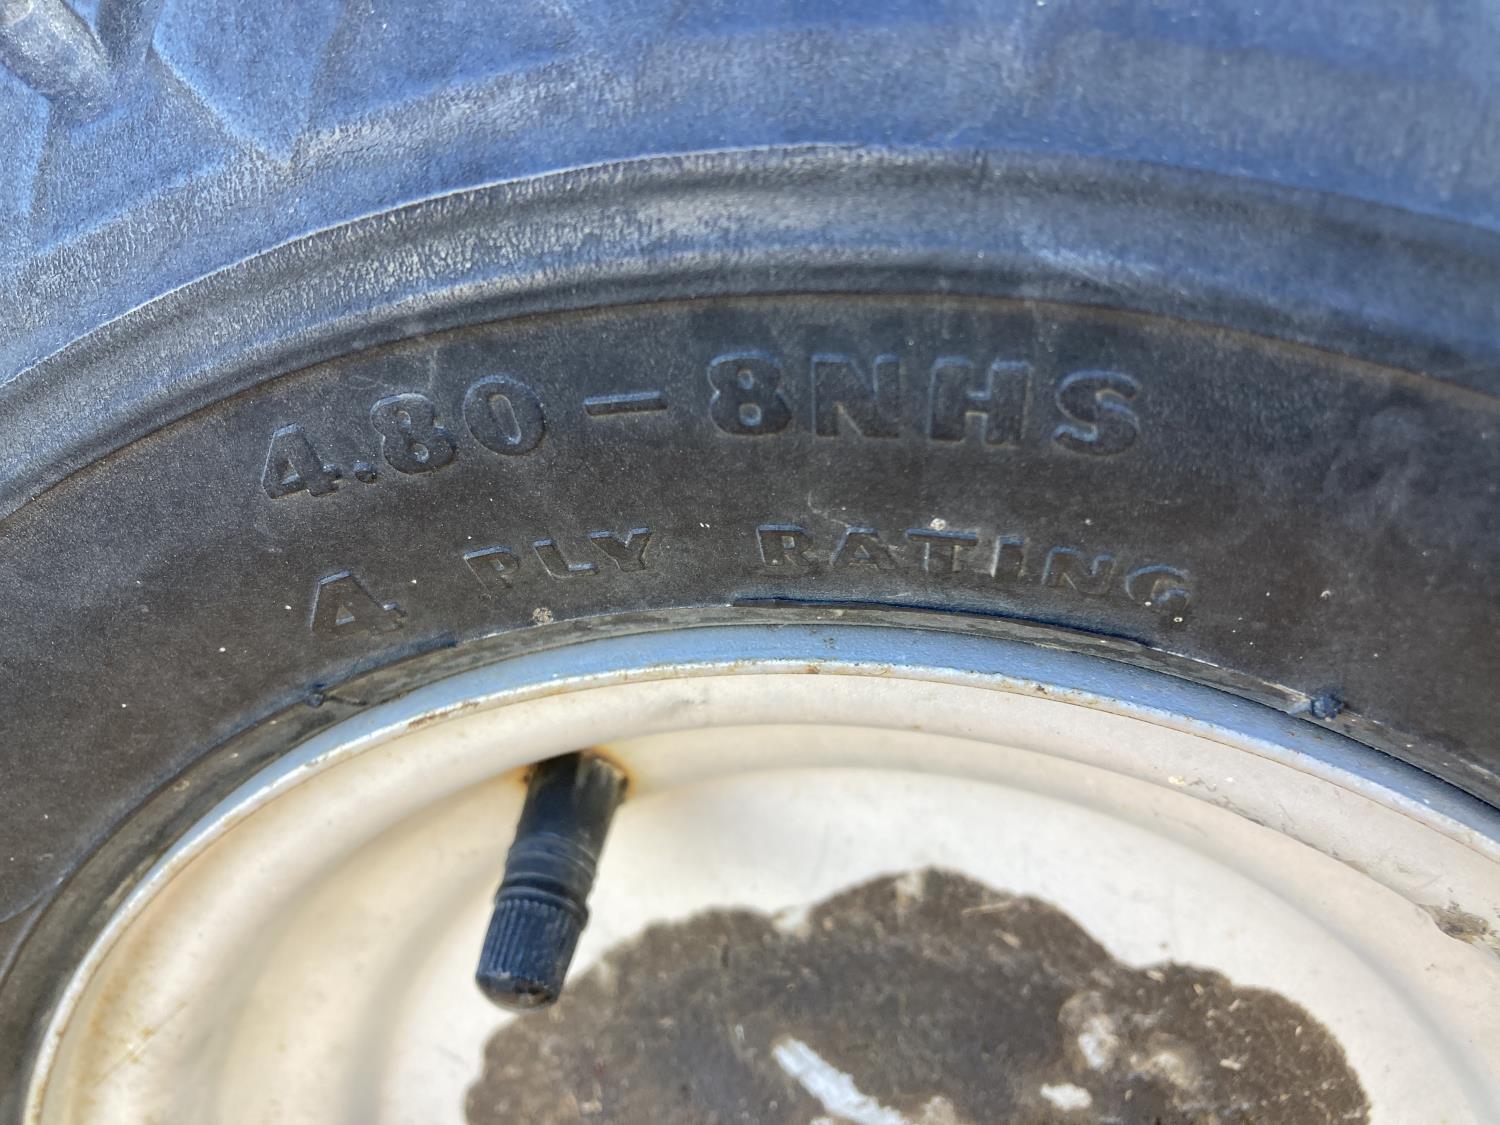 4.80 - 8NHS
4 PLY RATING